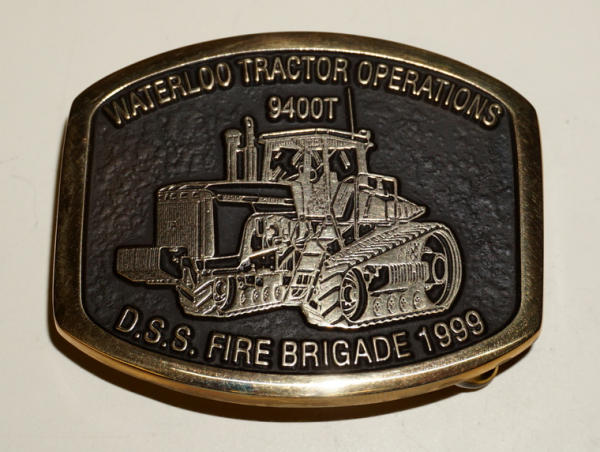 WATERLOO TRACTOR OPERATIONS
9400T
D.S.S. FIRE BRIGADE 1999